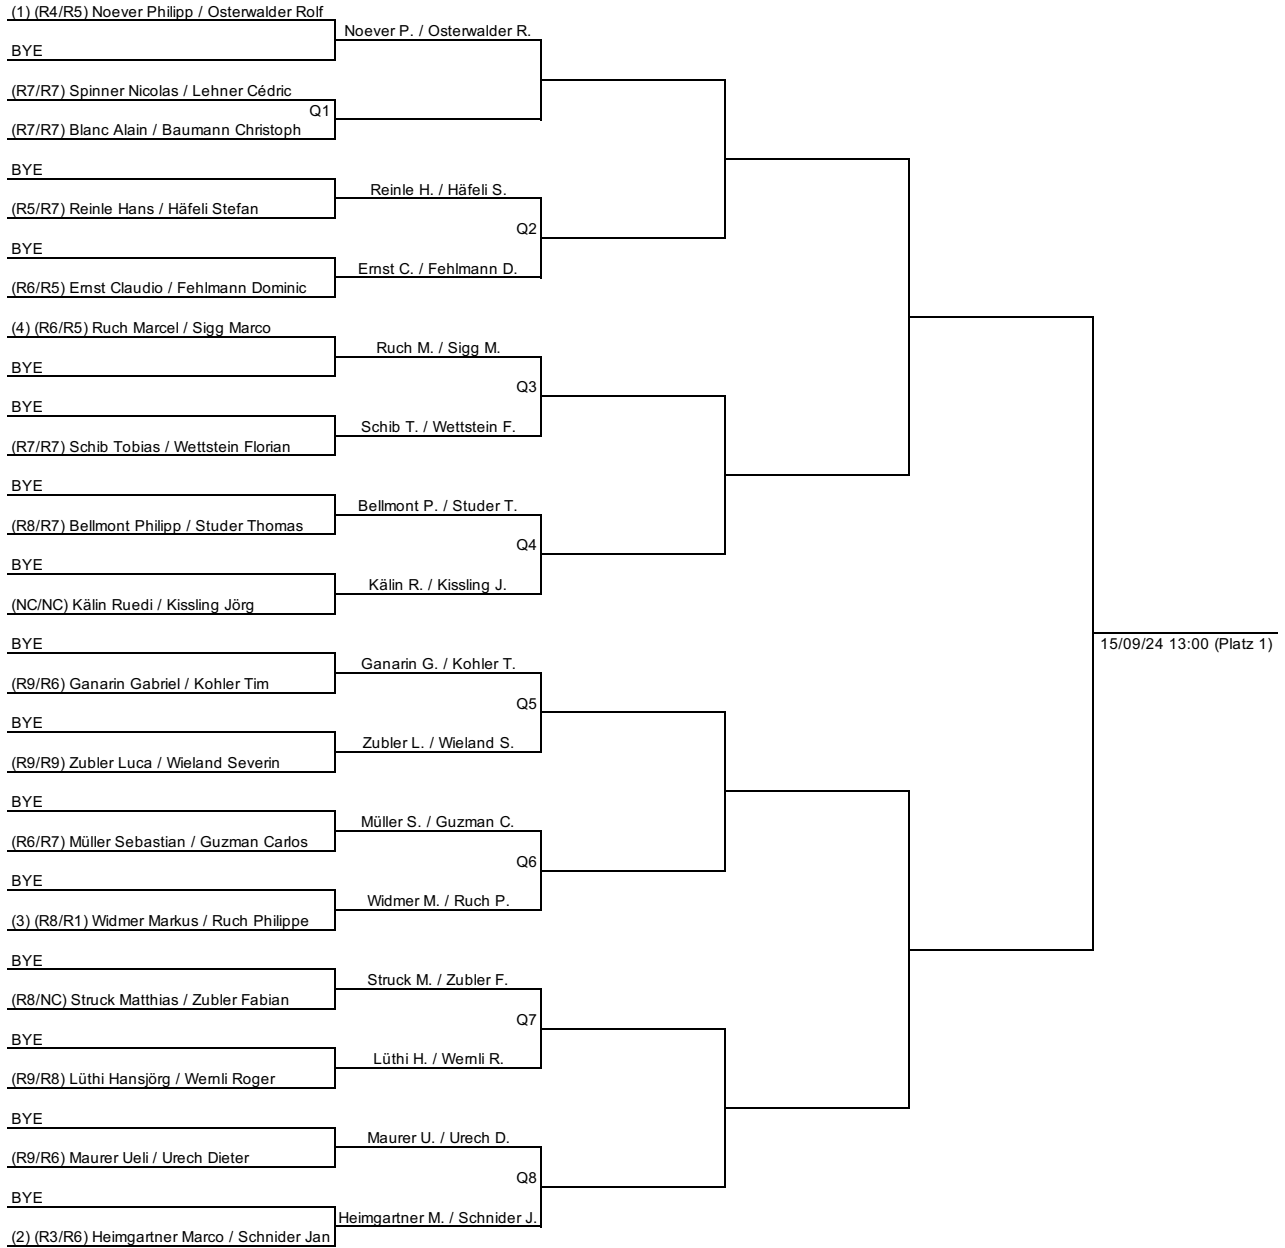 (1) (R4/R5) Noever Philipp / Osterwalder Rolf
Noever P. / Osterwalder R.
BYE
(R7/R7) Spinner Nicolas / Lehner Cédric
Q1
(R7/R7) Blanc Alain / Baumann Christoph
BYE
Reinle H. / Häfeli S.
(R5/R7) Reinle Hans / Häfeli Stefan
Q2
BYE
Ernst C. / Fehlmann D.
(R6/R5) Ernst Claudio / Fehlmann Dominic
(4) (R6/R5) Ruch Marcel / Sigg Marco
Ruch M. / Sigg M.
BYE
Q3
BYE
Schib T. / Wettstein F.
(R7/R7) Schib Tobias / Wettstein Florian
BYE
Bellmont P. / Studer T.
(R8/R7) Bellmont Philipp / Studer Thomas
Q4
BYE
Kälin R. / Kissling J.
(NC/NC) Kälin Ruedi / Kissling Jörg
BYE
15/09/24 13:00 (Platz 1)
Ganarin G. / Kohler T.
(R9/R6) Ganarin Gabriel / Kohler Tim
Q5
BYE
Zubler L. / Wieland S.
(R9/R9) Zubler Luca / Wieland Severin
BYE
Müller S. / Guzman C.
(R6/R7) Müller Sebastian / Guzman Carlos
Q6
BYE
Widmer M. / Ruch P.
(3) (R8/R1) Widmer Markus / Ruch Philippe
BYE
Struck M. / Zubler F.
(R8/NC) Struck Matthias / Zubler Fabian
Q7
BYE
Lüthi H. / Wernli R.
(R9/R8) Lüthi Hansjörg / Wernli Roger
BYE
Maurer U. / Urech D.
(R9/R6) Maurer Ueli / Urech Dieter
Q8
BYE
Heimgartner M. / Schnider J.
(2) (R3/R6) Heimgartner Marco / Schnider Jan